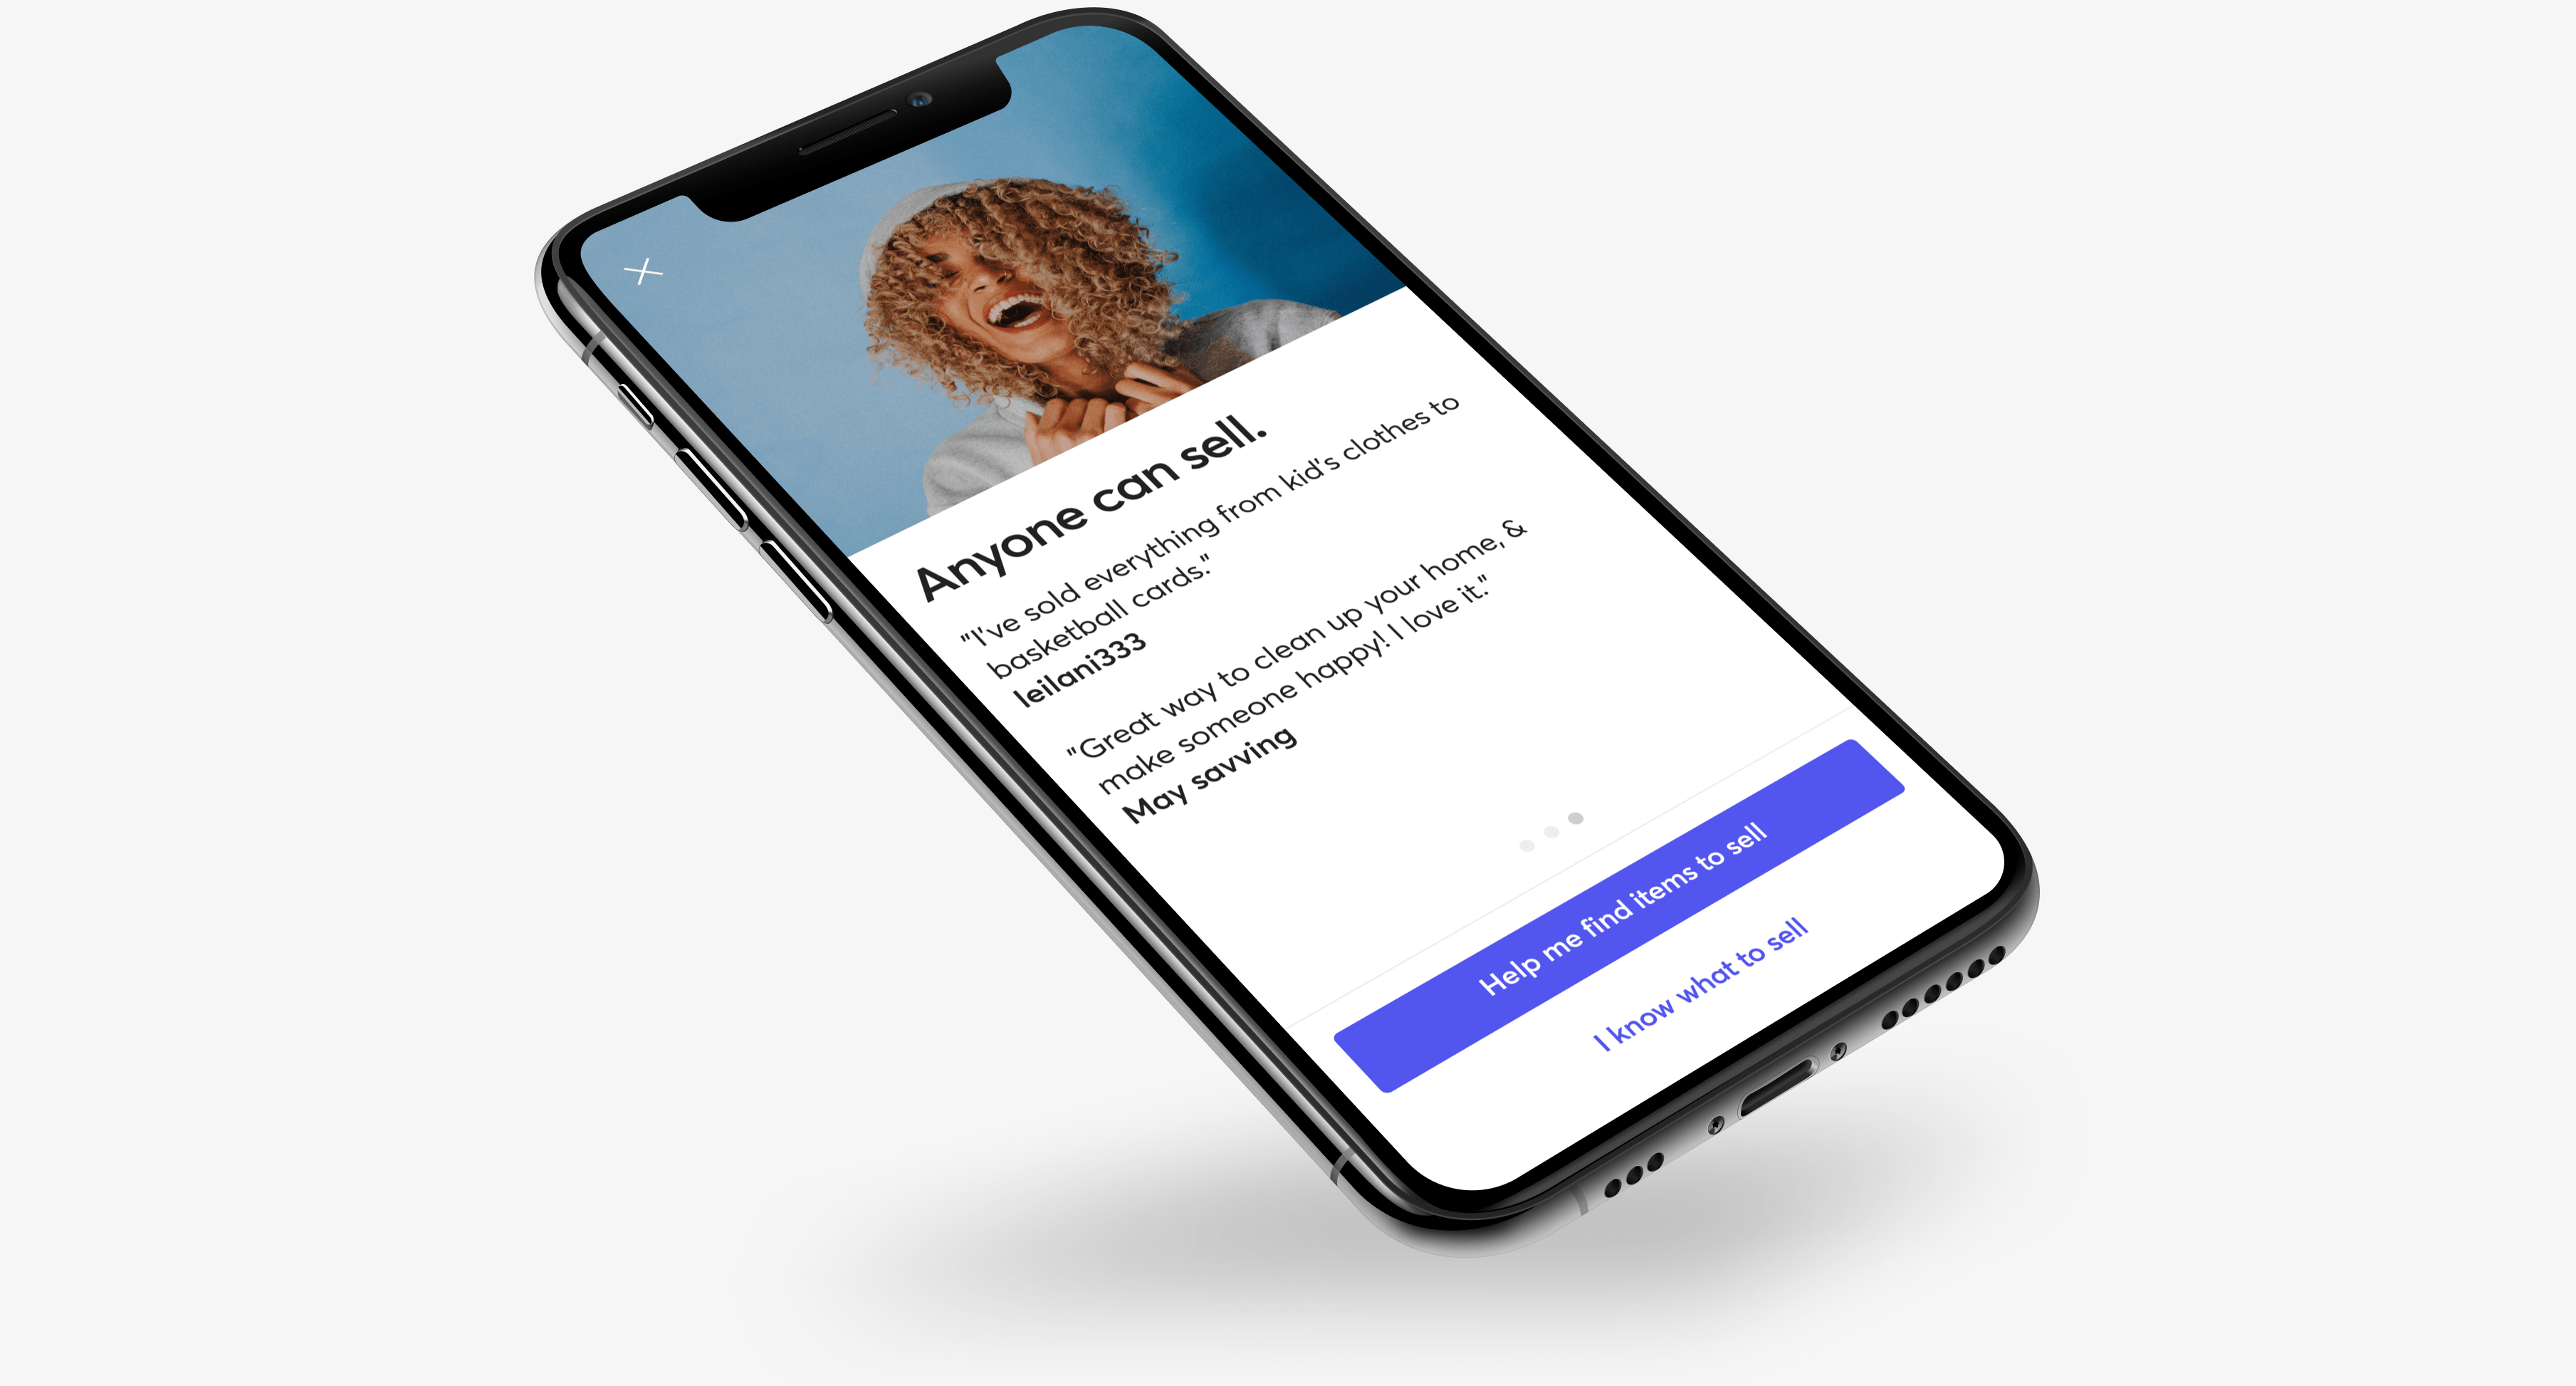 Anyone can sell.
"I've sold everything from kid's clothes to
basketball cards."
leilani333
"Great way to clean up your home, &
make someone happy! I love it."
May savving
Help me find items to sell
I know what to sell